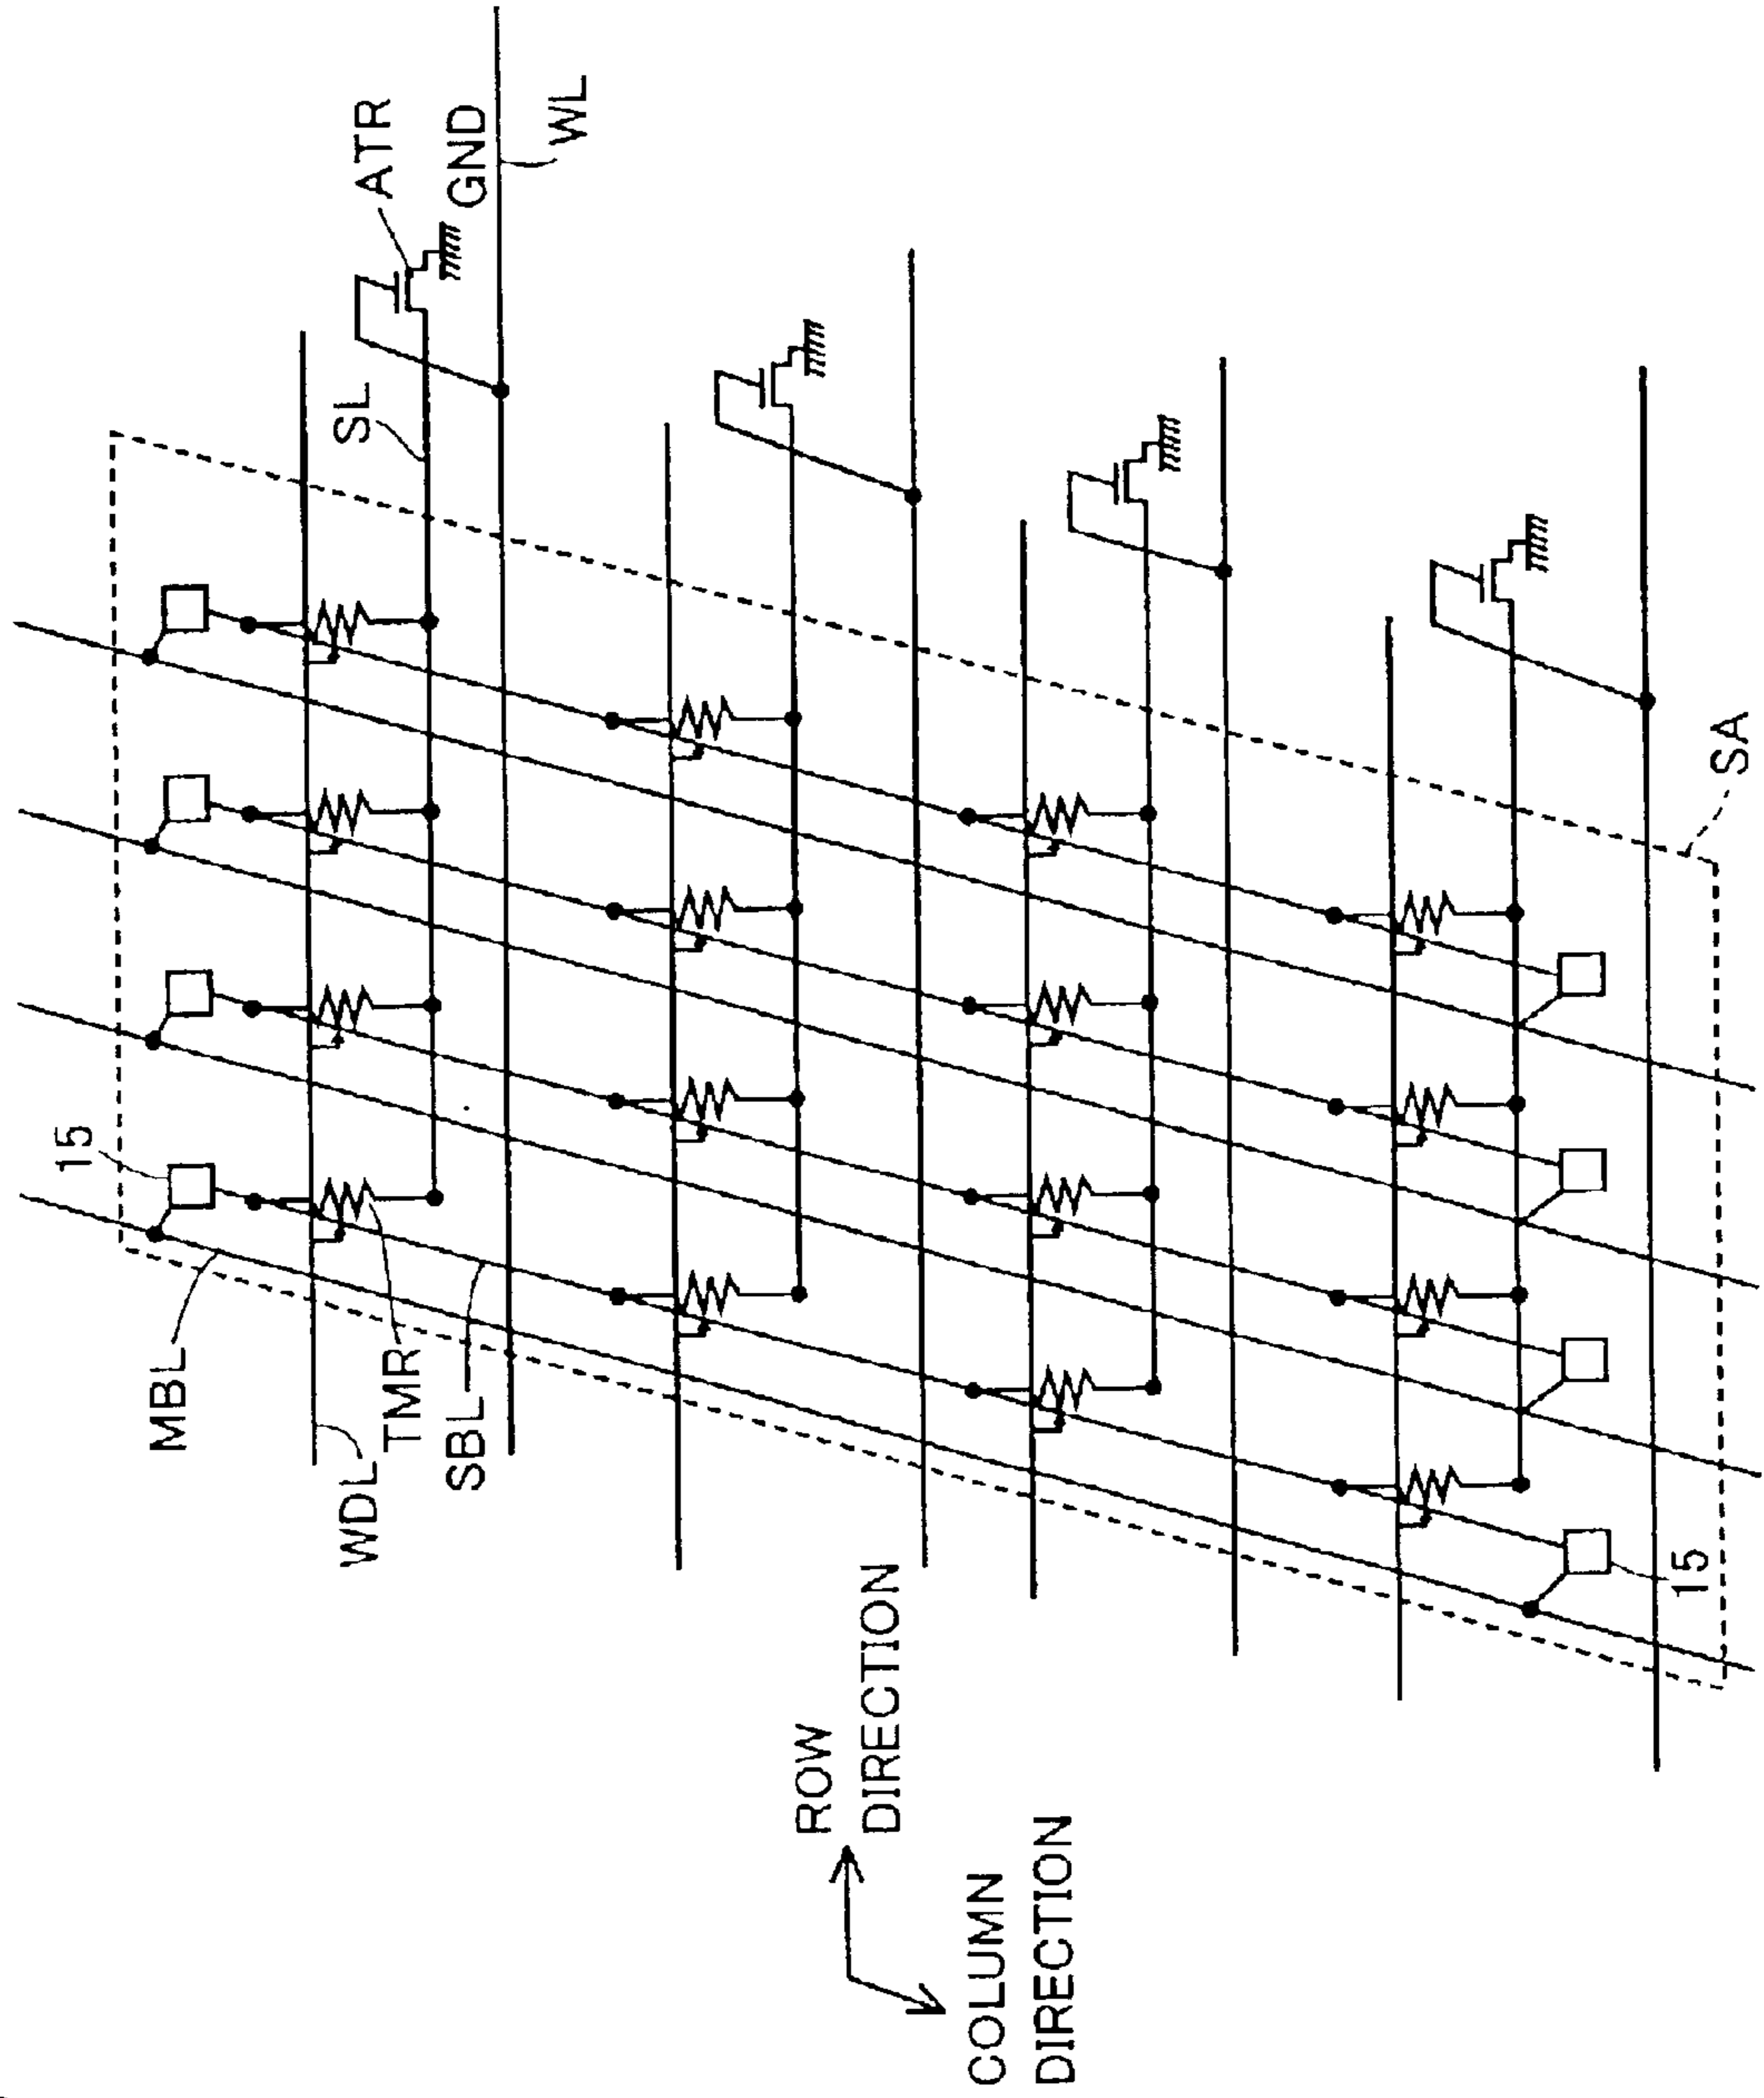 15
MBL
WDL
TMR
SBL
SL
ATR
GND
WL
ROW
DIRECTION
COLUMN
DIRECTION
SA
15